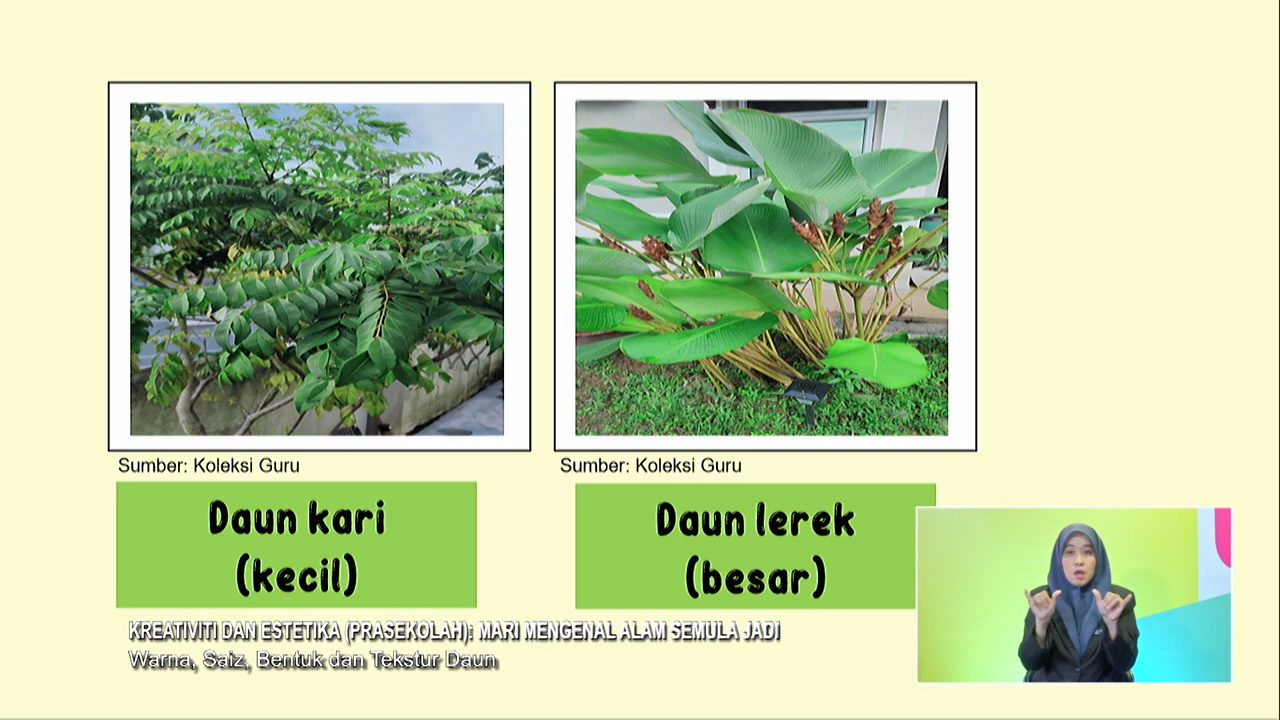 Sumber: Koleksi Guru
Sumber: Koleksi Guru
Daun kari
(kecil)
Daun lerek
(besar)
KREATIVITI DAN ESTETIKA (PRASEKOLAH): MARI MENGENAL ALAM SEMULA JADI
Warna, Saiz, Bentuk dan Tekstur Daun